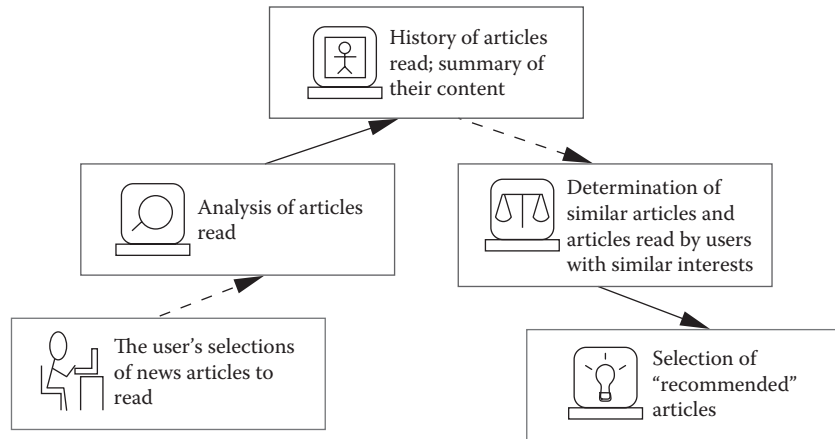 History of articles
read; summary of
their content
Analysis of articles
read
Determination of
similar articles and
articles read by users
with similar interests
The user’s selections
of news articles to
read
Selection of
“recommended”
articles